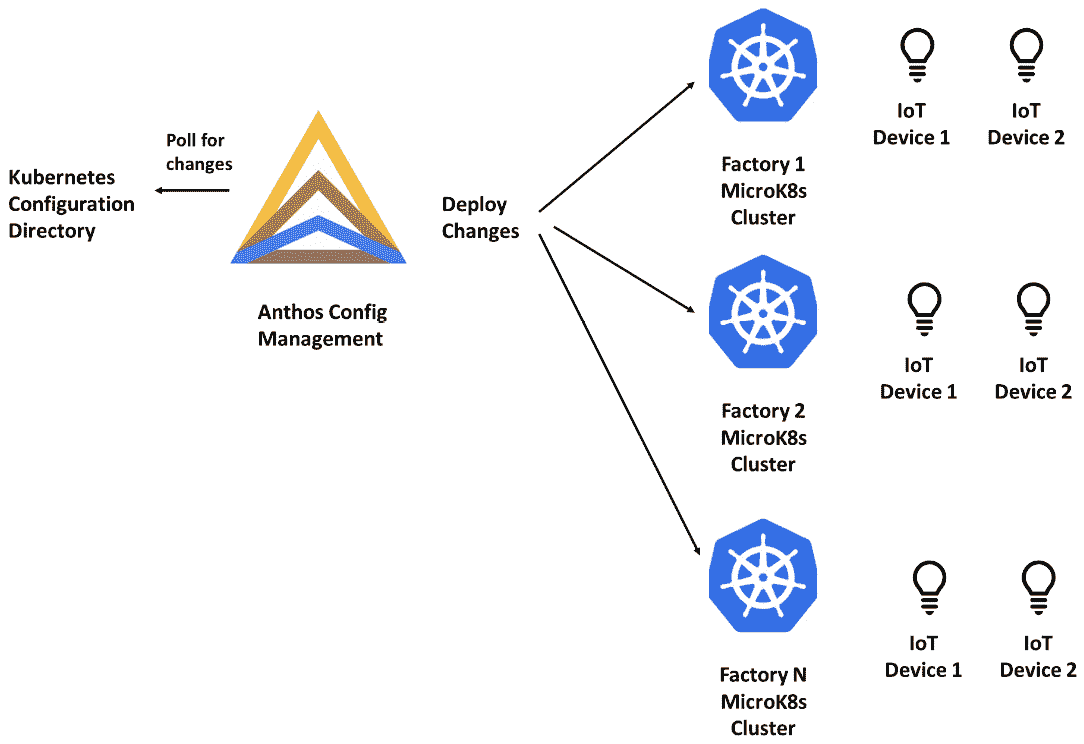 Poll for
changes
Kubernetes
Configuration
Directory
Anthos Config
Management
Deploy
Changes
Factory 1
MicroK8s
Cluster
IoT
Device 1
IoT
Device 2
Factory 2
MicroK8s
Cluster
IoT
Device 1
IoT
Device 2
Factory N
MicroK8s
Cluster
IoT
Device 1
IoT
Device 2